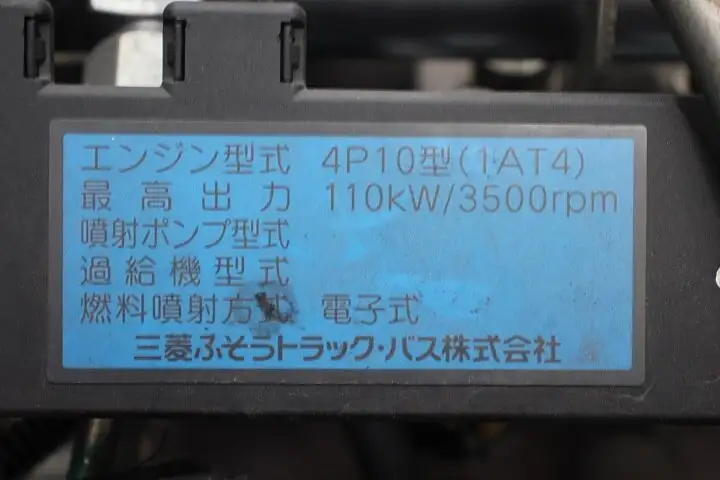 エンジン型式 4P10型(1AT4)
最高出力 110kW/3500rpm
噴射ポンプ型式
過給機型式
燃料噴射方式 電子式
三菱ふそうトラック・バス株式会社